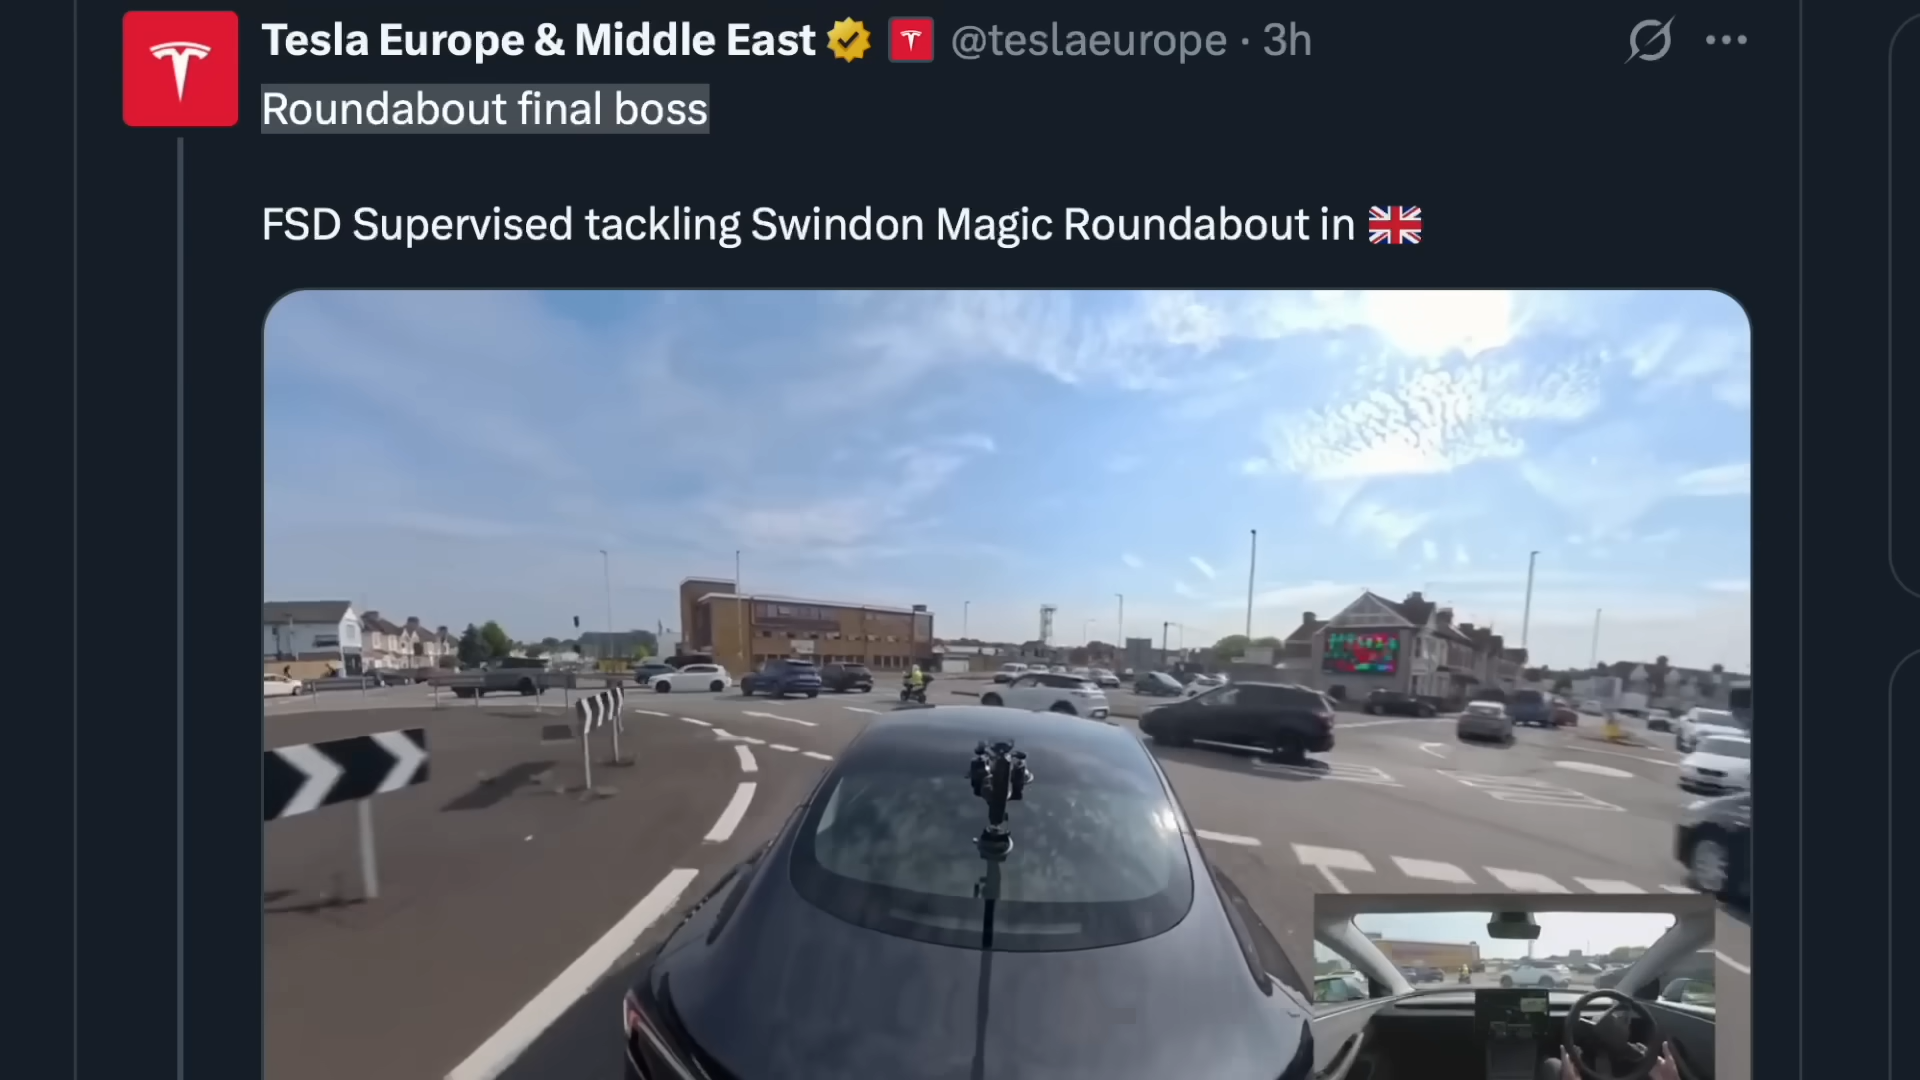 Tesla Europe & Middle East @teslaeurope · 3h
Roundabout final boss
FSD Supervised tackling Swindon Magic Roundabout in 🇬🇧